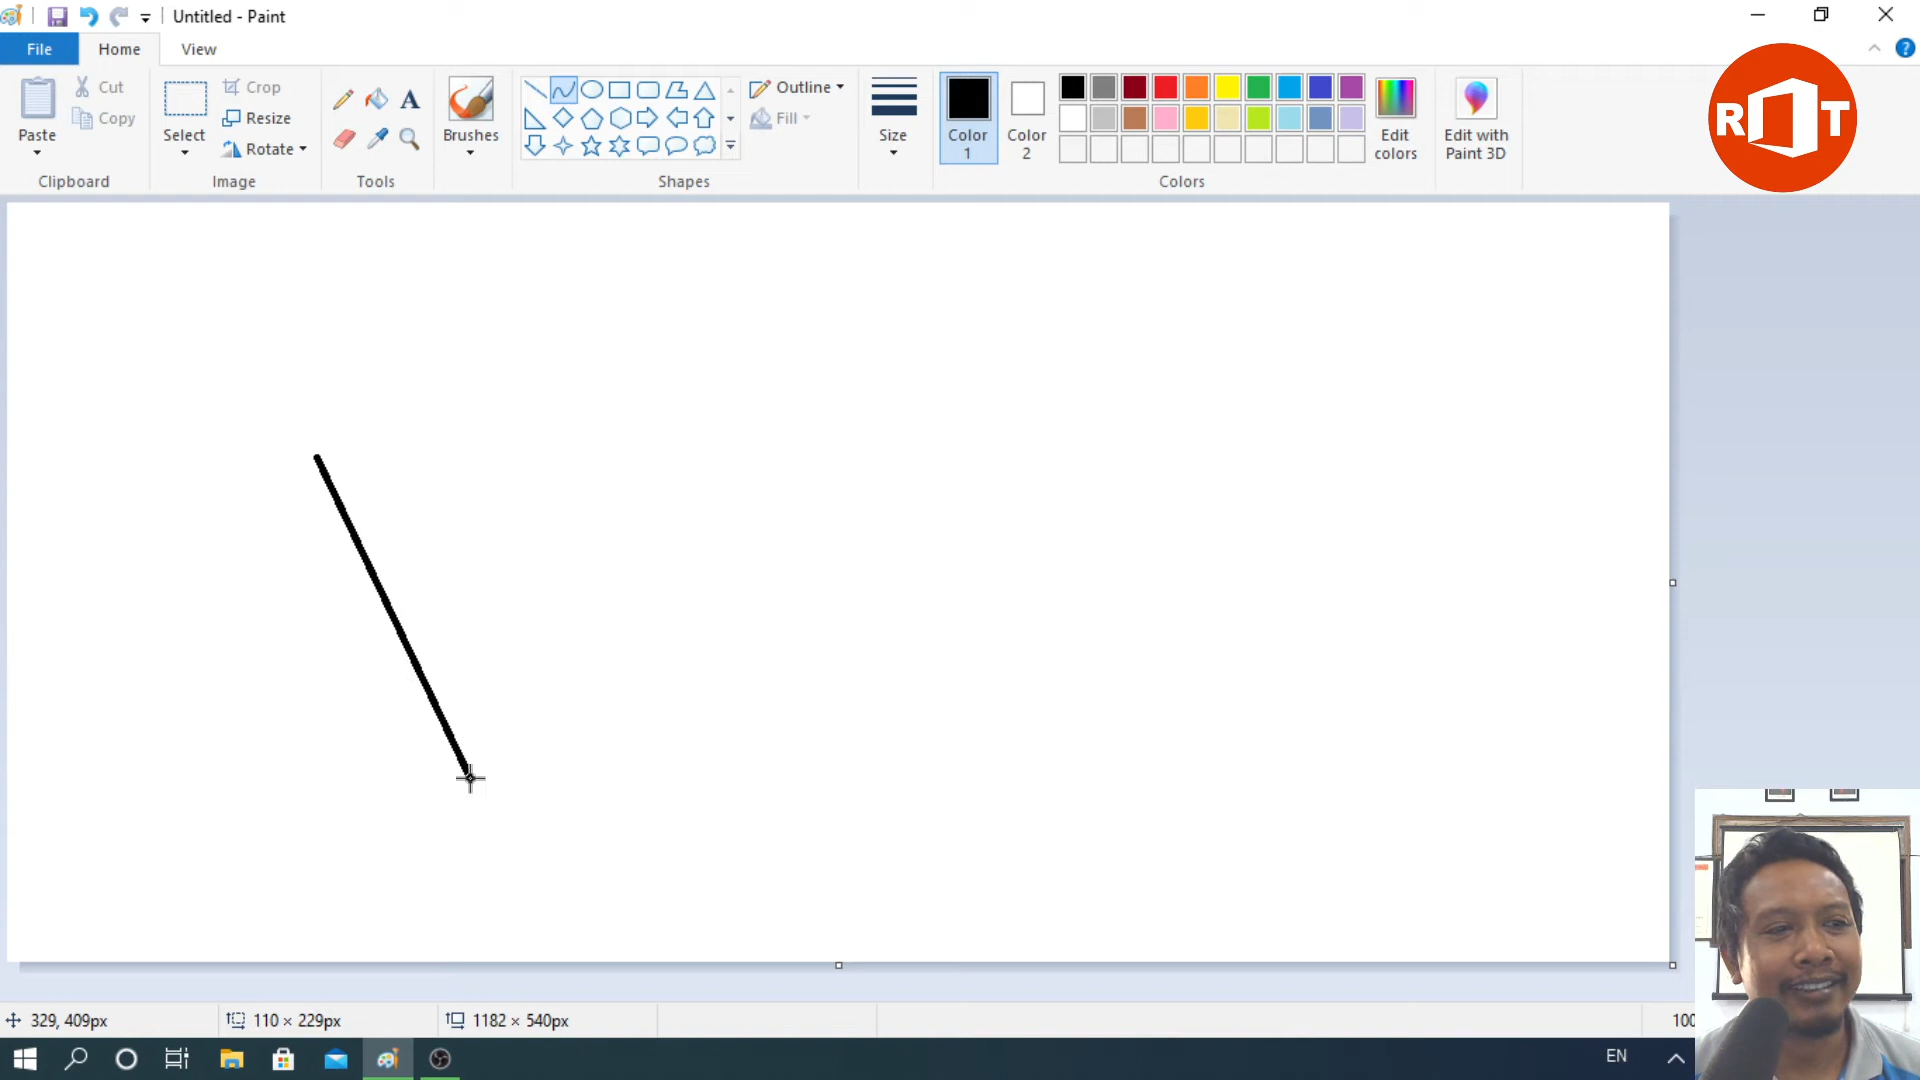 Untitled - Paint
File Home View
Paste
Cut
Copy
Clipboard
Select
Crop
Resize
Rotate
Image
A
Tools
Brushes
Shapes
Outline
Fill
Size
Color 1
Color 2
Edit colors
Colors
Edit with Paint 3D
?
R T
329, 409px
110 × 229px
1182 × 540px
100
EN